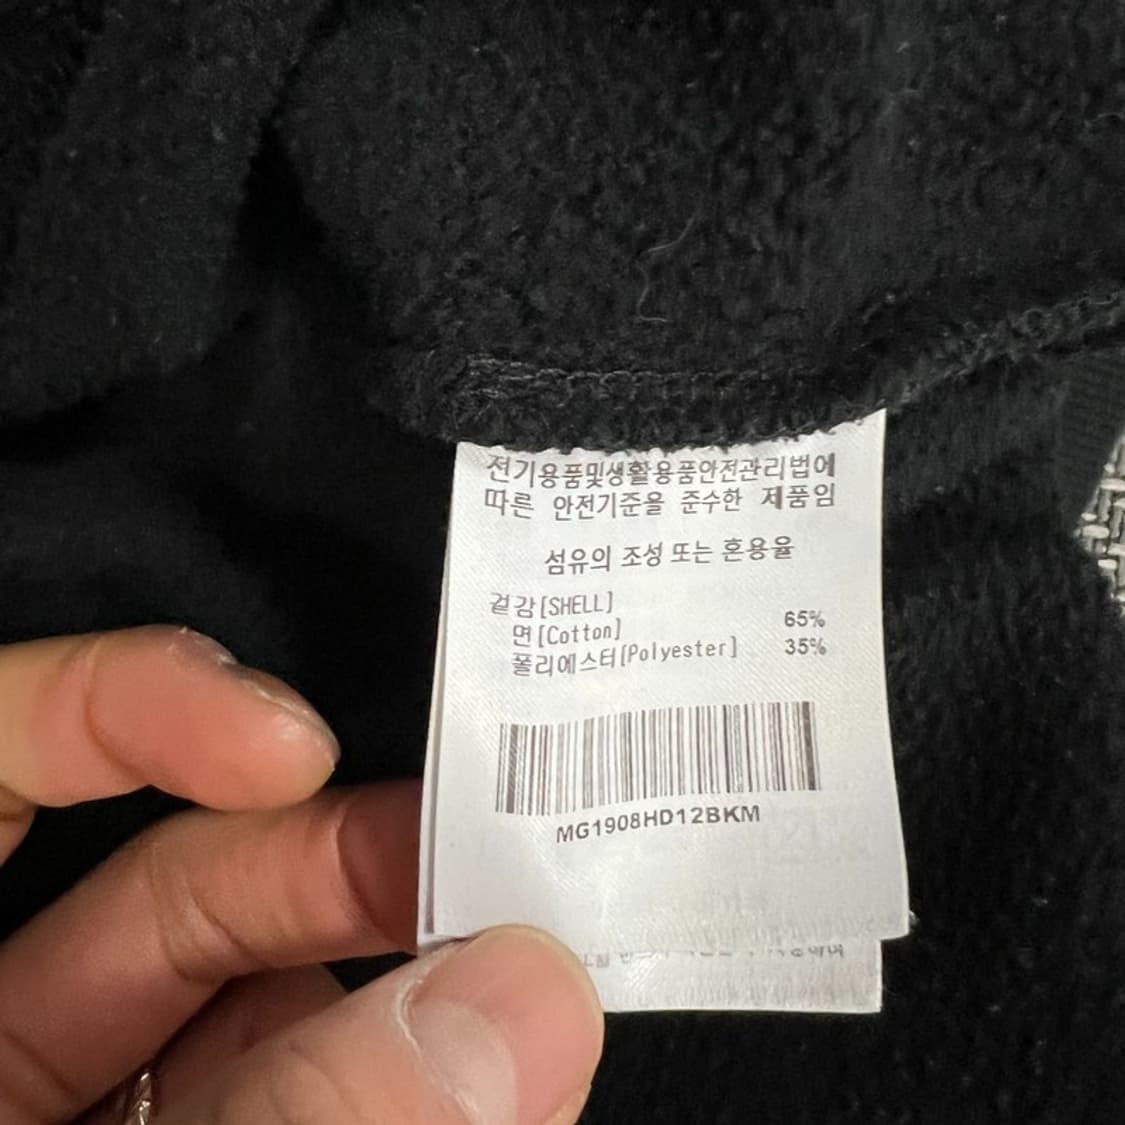 전기용품및생활용품안전관리법에
따른 안전기준을 준수한 제품임
섬유의 조성 또는 혼용율
겉감[SHELL]
면[Cotton] 65%
폴리에스터[Polyester] 35%
MG1908HD12BKM